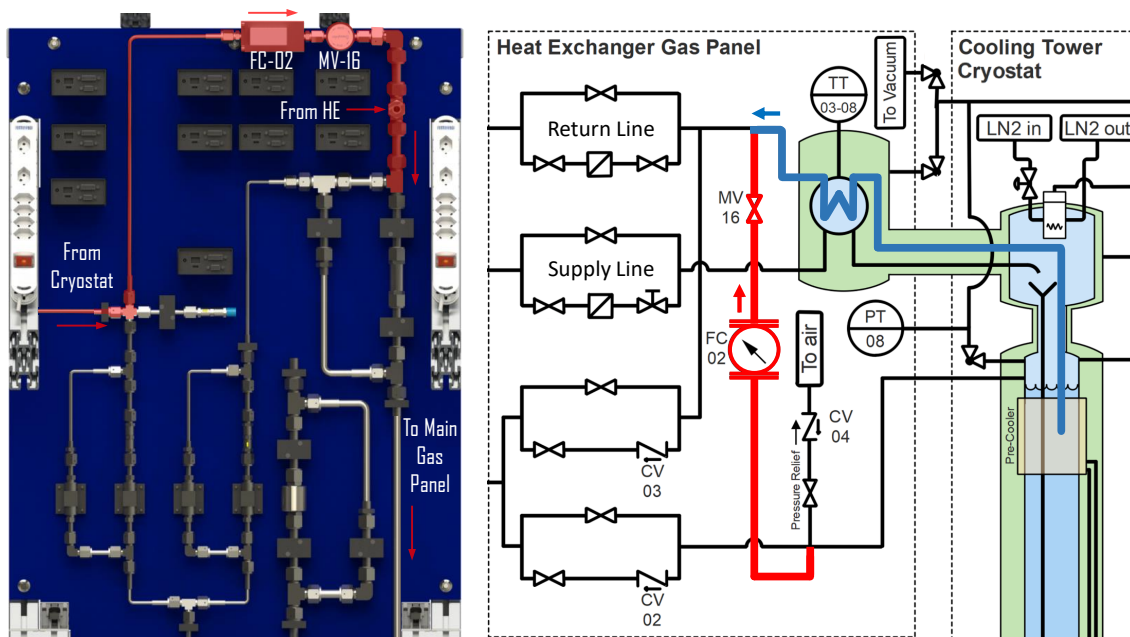 FC-02
MV-16
From HE
From
Cryostat
To Main
Gas
Panel
Heat Exchanger Gas Panel
Cooling Tower
Cryostat
TT
03-08
To Vacuum
LN2 in
LN2 out
Return Line
MV
16
Supply Line
PT
08
FC
02
To air
CV
04
Pressure Relief
Pre-Cooler
CV
03
CV
02